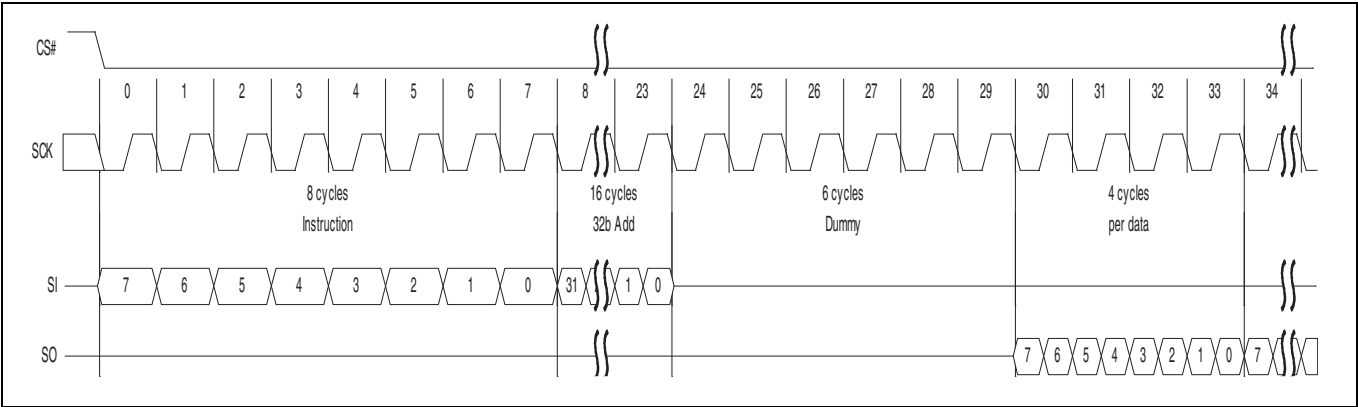 CS#
0 1 2 3 4 5 6 7 8 23 24 25 26 27 28 29 30 31 32 33 34
SCK
8 cycles 16 cycles 6 cycles 4 cycles
Instruction 32b Add Dummy per data
SI 7 6 5 4 3 2 1 0 31 1 0
SO 7 6 5 4 3 2 1 0 7